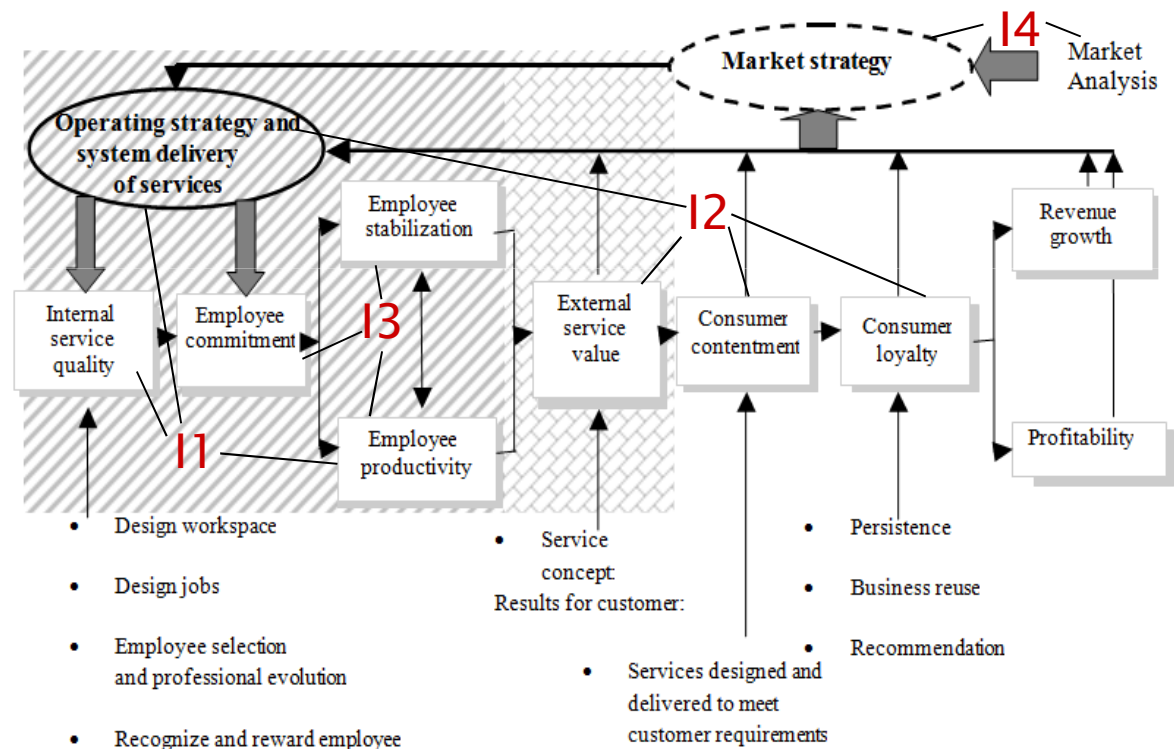 I4
Market strategy
Market
Analysis
Operating strategy and
system delivery
of services
Employee
stabilization
I2
Revenue
growth
Internal
service
quality
Employee
commitment
I3
External
service
value
Consumer
contentment
Consumer
loyalty
I1
Employee
productivity
Profitability
• Design workspace
• Design jobs
• Employee selection
and professional evolution
• Recognize and reward employee
• Service
concept:
Results for customer:
• Services designed and
delivered to meet
customer requirements
• Persistence
• Business reuse
• Recommendation